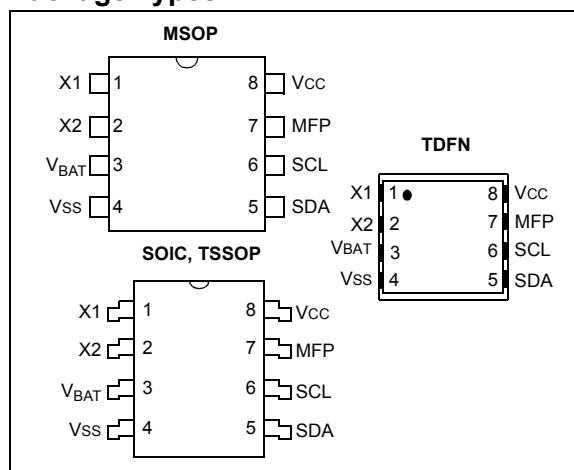 MSOP
X1 1 8 VCC
X2 2 7 MFP
VBAT 3 6 SCL
VSS 4 5 SDA
TDFN
X1 1 8 VCC
X2 2 7 MFP
VBAT 3 6 SCL
VSS 4 5 SDA
SOIC, TSSOP
X1 1 8 VCC
X2 2 7 MFP
VBAT 3 6 SCL
VSS 4 5 SDA